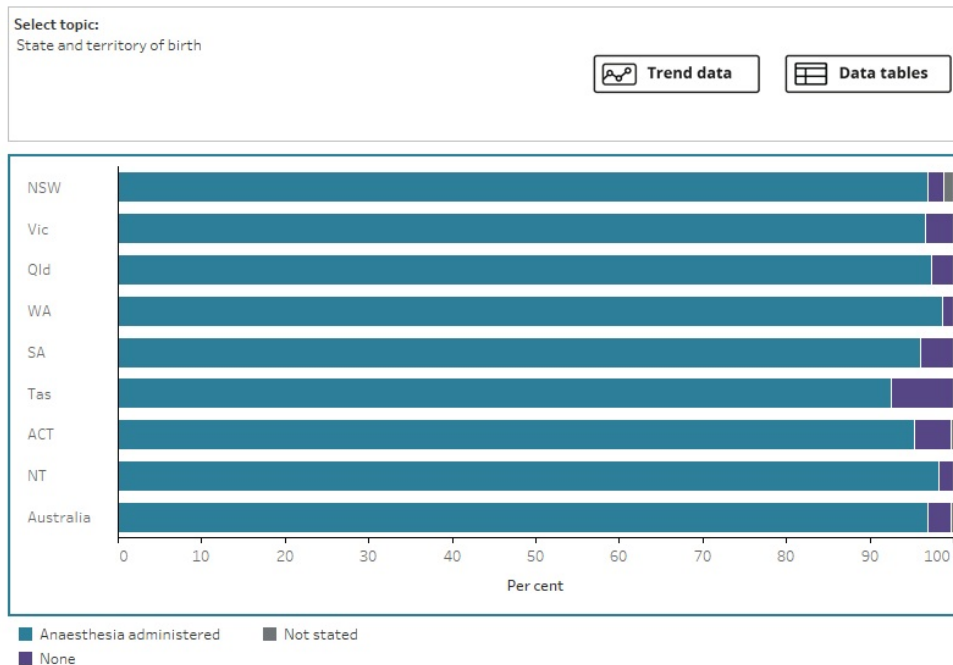 Select topic:
State and territory of birth
Trend data
Data tables
NSW
Vic
Qld
WA
SA
Tas
ACT
NT
Australia
0 10 20 30 40 50 60 70 80 90 100
Per cent
Anaesthesia administered
Not stated
None